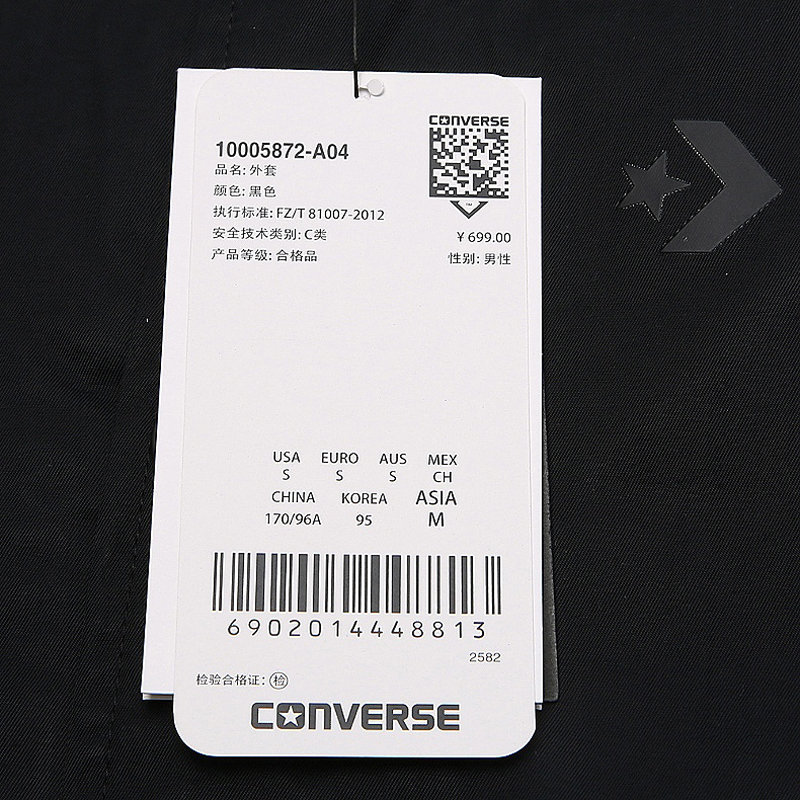 CONVERSE
10005872-A04
品名: 外套
颜色: 黑色
执行标准: FZ/T 81007-2012
安全技术类别: C类
¥ 699.00
产品等级: 合格品
性别: 男性
USA EURO AUS MEX
S S S CH
CHINA KOREA ASIA
170/96A 95 M
6902014448813
2582
检验合格证: 检
CONVERSE